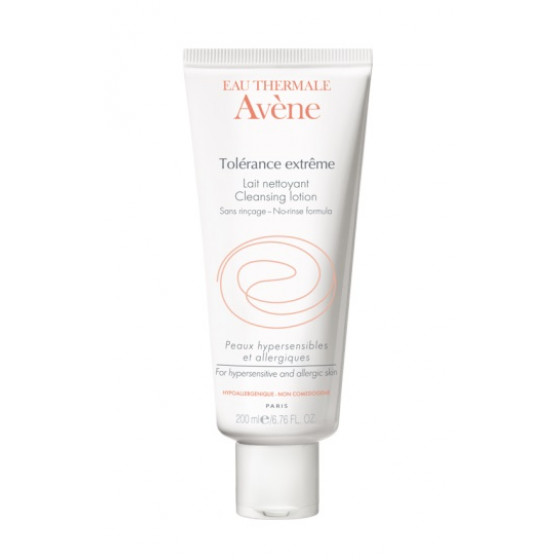 EAU THERMALE
Avène
Tolérance extrême
Lait nettoyant
Cleansing lotion
Sans rinçage – No-rinse formula
Peaux hypersensibles
et allergiques
For hypersensitive and allergic skin
HYPOALLERGÉNIQUE - NON COMÉDOGÈNE
PARIS
200 ml ℮/6.76 FL. OZ.